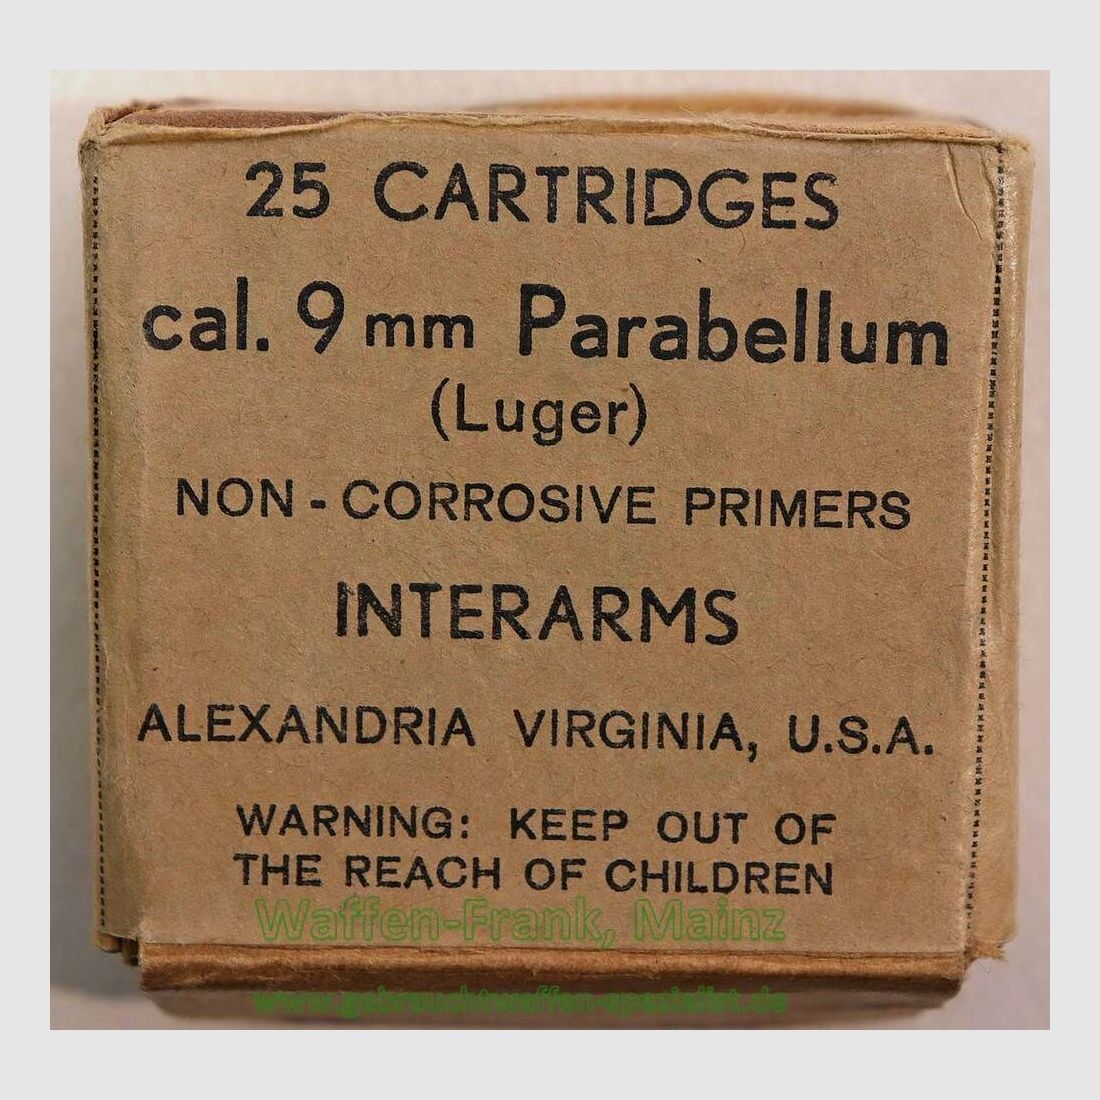 25 CARTRIDGES
cal. 9 mm Parabellum
(Luger)
NON - CORROSIVE PRIMERS
INTERARMS
ALEXANDRIA VIRGINIA, U.S.A.
WARNING: KEEP OUT OF
THE REACH OF CHILDREN
Waffen-Frank, Mainz
www.gebrauchtwaffen-spezialist.de